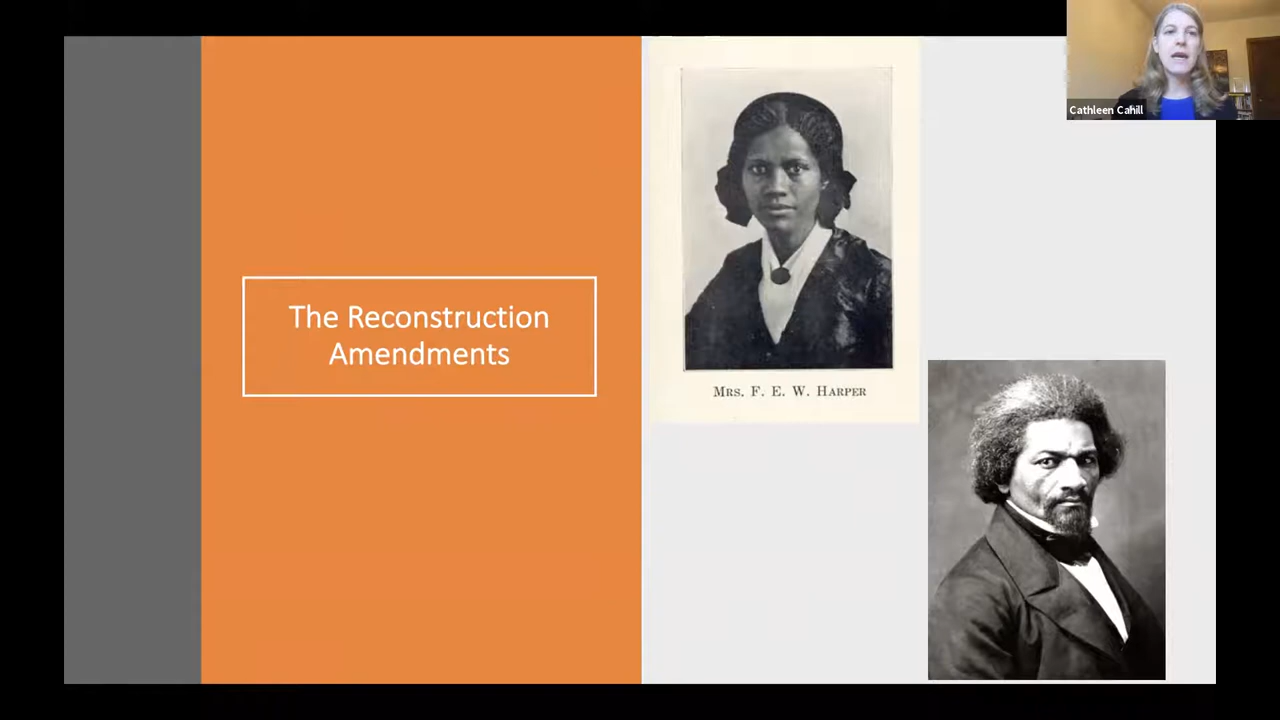 Cathleen Cahill
The Reconstruction
Amendments
MRS. F. E. W. HARPER